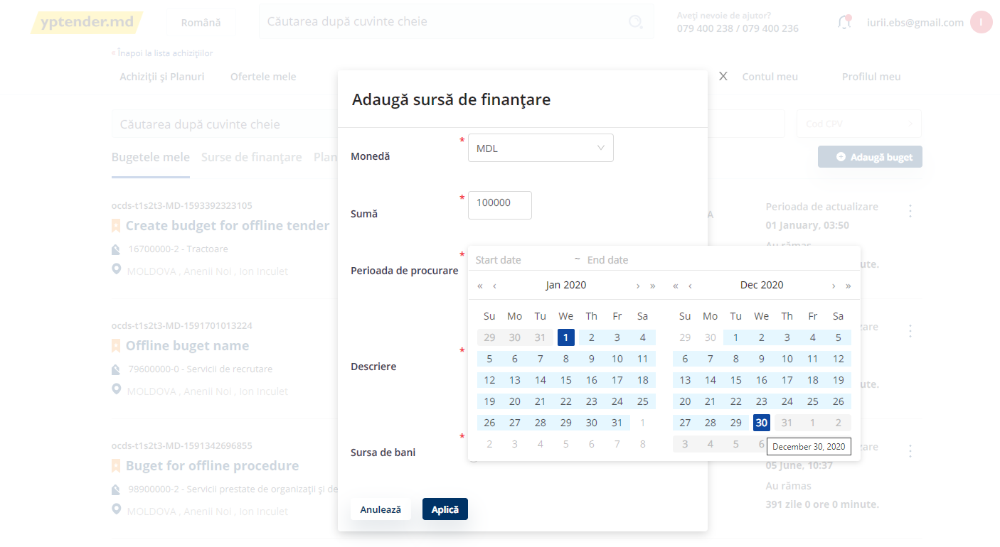 yptender.md
Română
Căutarea după cuvinte cheie
Aveți nevoie de ajutor?
079 400 238 / 079 400 236
iurii.ebs@gmail.com
I
« Înapoi la lista achizițiilor
Achiziții și Planuri
Ofertele mele
X
Contul meu
Profilul meu
Căutarea după cuvinte cheie
Cod CPV
Bugetele mele
Surse de finanțare
Plan
Adaugă buget
ocds-t1s2t3-MD-1593392323105
Create budget for offline tender
16700000-2 - Tractoare
MOLDOVA , Anenii Noi , Ion Inculet
A
Perioada de actualizare
01 January, 03:50
Au rămas
ute.
ocds-t1s2t3-MD-1591701013224
Offline buget name
79600000-0 - Servicii de recrutare
MOLDOVA , Anenii Noi , Ion Inculet
zare
ute.
ocds-t1s2t3-MD-1591342696855
Buget for offline procedure
98900000-2 - Servicii prestate de organizații și de
MOLDOVA , Anenii Noi , Ion Inculet
zare
05 June, 10:37
Au rămas
391 zile 0 ore 0 minute.
Adaugă sursă de finanțare
Monedă
* MDL
Sumă
* 100000
Perioada de procurare
*
Descriere
*
Sursa de bani
*
Anulează
Aplică
Start date ~ End date
« ‹ Jan 2020 › »
Su Mo Tu We Th Fr Sa
29 30 31 1 2 3 4
5 6 7 8 9 10 11
12 13 14 15 16 17 18
19 20 21 22 23 24 25
26 27 28 29 30 31 1
2 3 4 5 6 7 8
« ‹ Dec 2020 › »
Su Mo Tu We Th Fr Sa
29 30 1 2 3 4 5
6 7 8 9 10 11 12
13 14 15 16 17 18 19
20 21 22 23 24 25 26
27 28 29 30 31 1 2
3 4 5 6
December 30, 2020